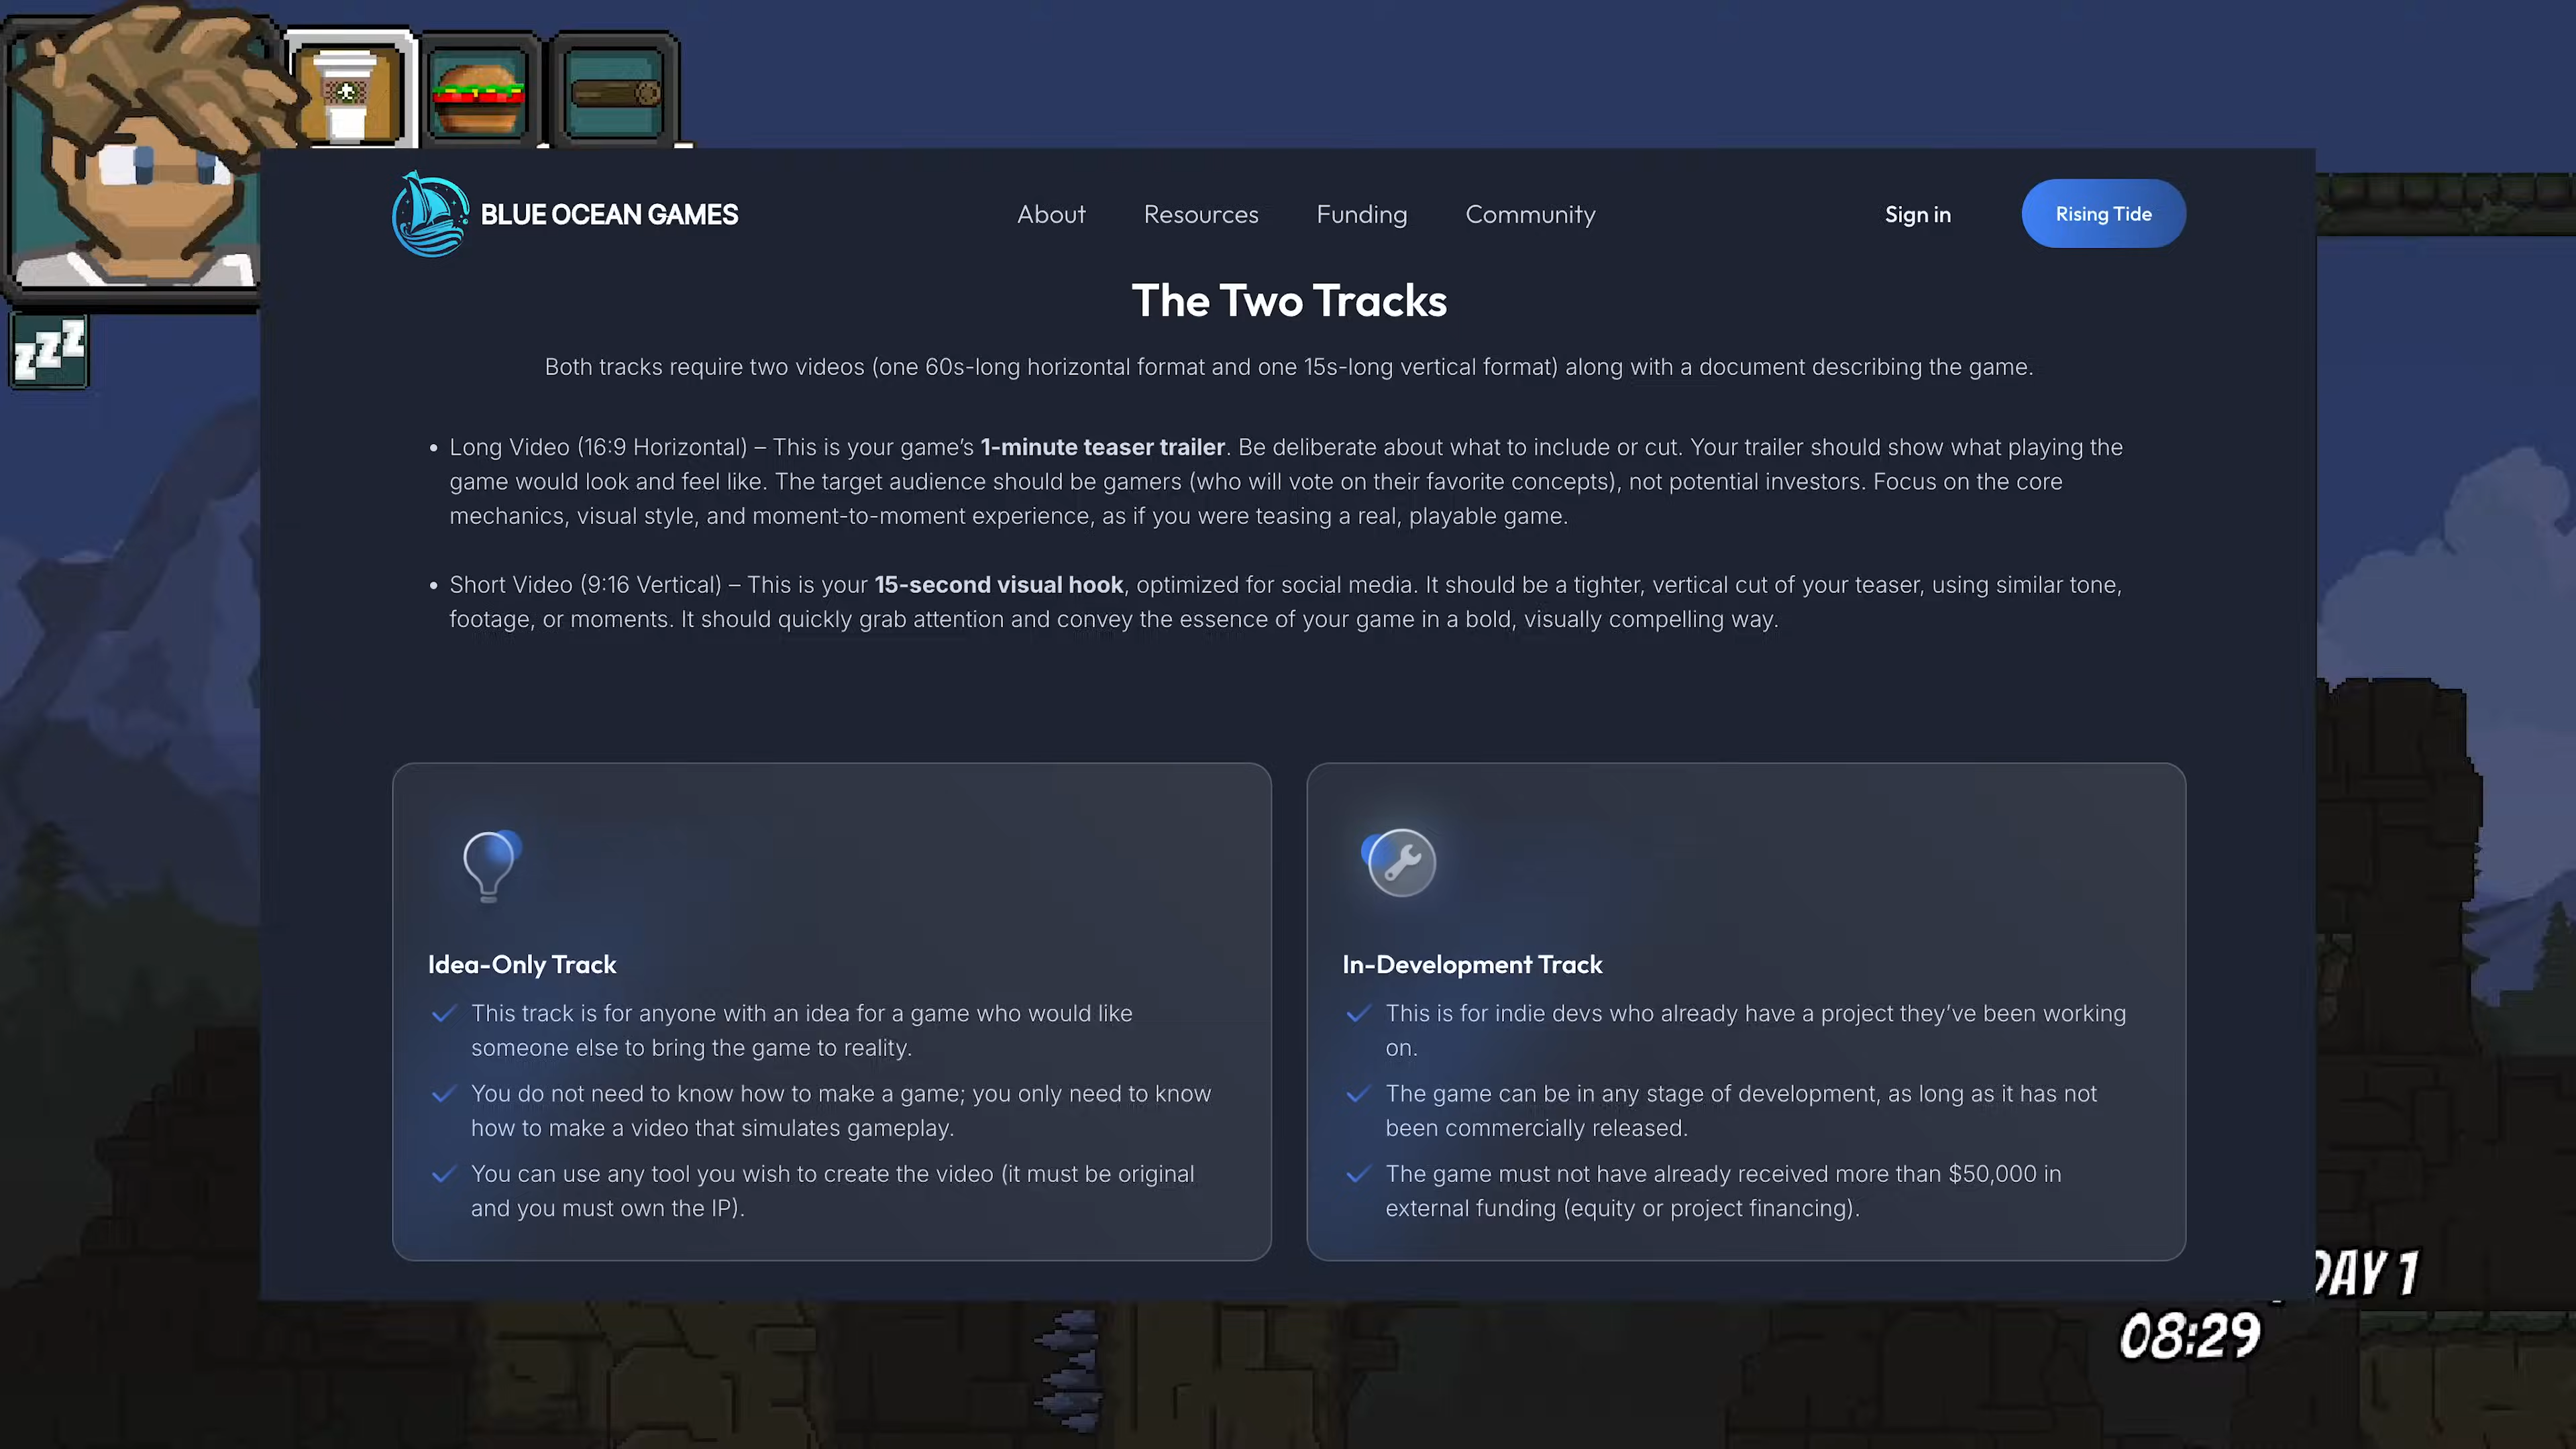 zzz
BLUE OCEAN GAMES
About
Resources
Funding
Community
Sign in
Rising Tide
The Two Tracks
Both tracks require two videos (one 60s-long horizontal format and one 15s-long vertical format) along with a document describing the game.
• Long Video (16:9 Horizontal) – This is your game’s 1-minute teaser trailer. Be deliberate about what to include or cut. Your trailer should show what playing the
game would look and feel like. The target audience should be gamers (who will vote on their favorite concepts), not potential investors. Focus on the core
mechanics, visual style, and moment-to-moment experience, as if you were teasing a real, playable game.
• Short Video (9:16 Vertical) – This is your 15-second visual hook, optimized for social media. It should be a tighter, vertical cut of your teaser, using similar tone,
footage, or moments. It should quickly grab attention and convey the essence of your game in a bold, visually compelling way.
Idea-Only Track
This track is for anyone with an idea for a game who would like
someone else to bring the game to reality.
You do not need to know how to make a game; you only need to know
how to make a video that simulates gameplay.
You can use any tool you wish to create the video (it must be original
and you must own the IP).
In-Development Track
This is for indie devs who already have a project they’ve been working
on.
The game can be in any stage of development, as long as it has not
been commercially released.
The game must not have already received more than $50,000 in
external funding (equity or project financing).
DAY 1
08:29